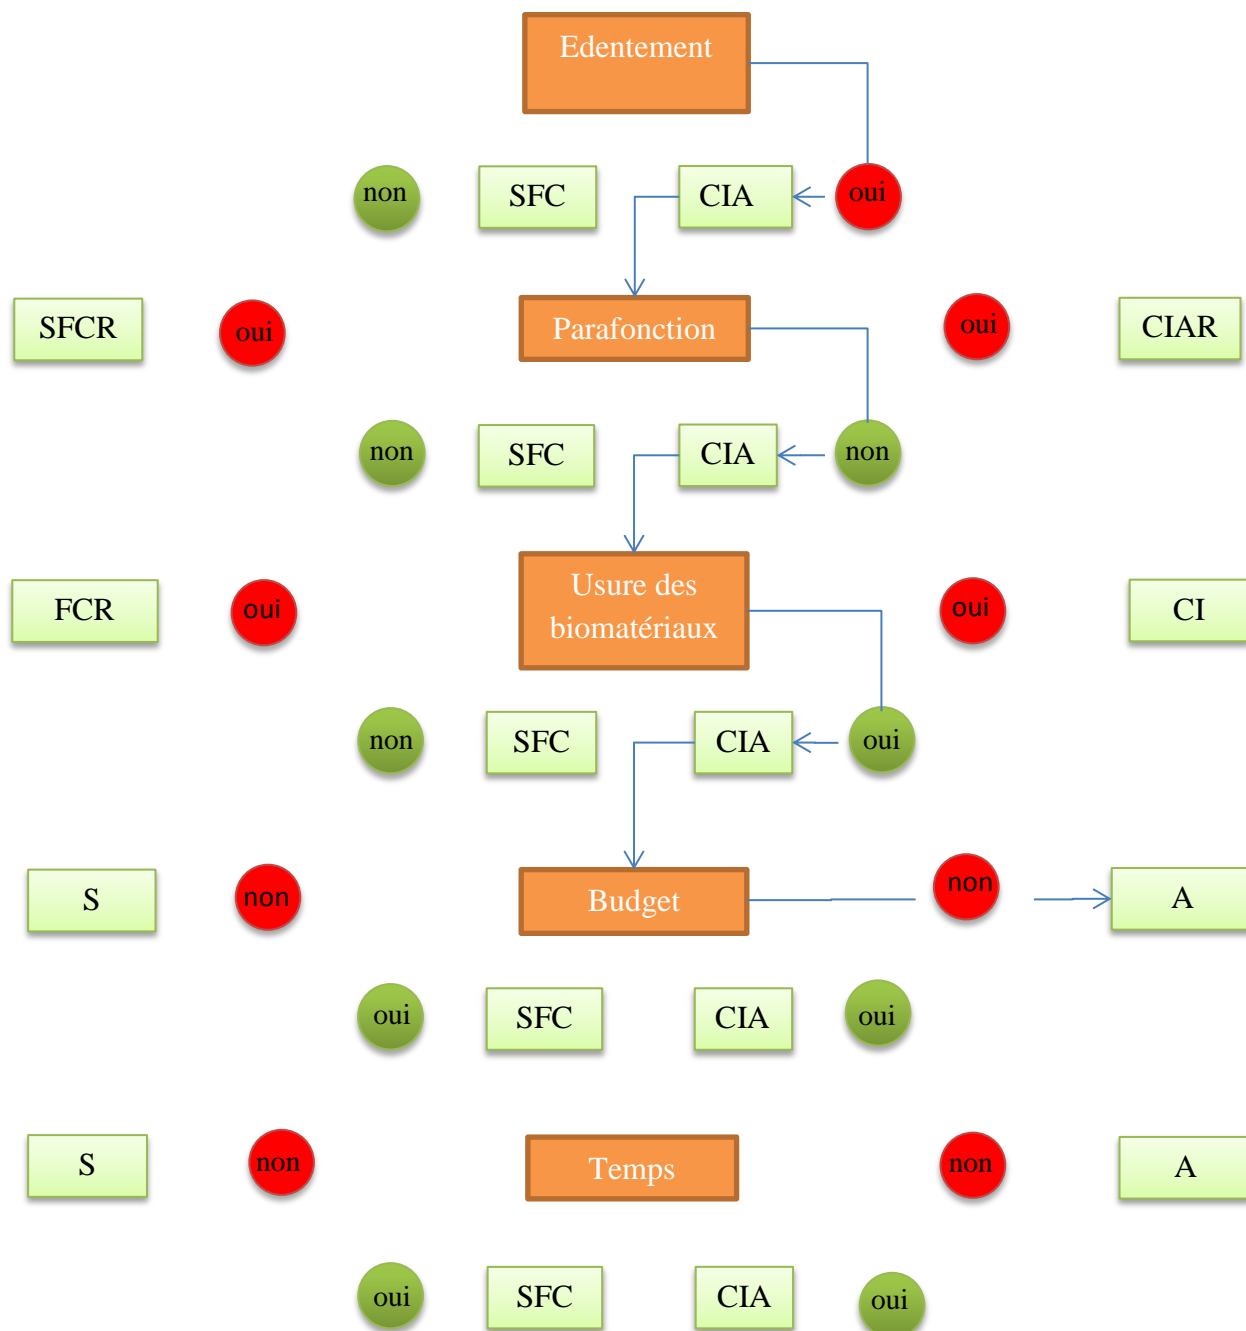 Edentement
non
SFC
CIA
oui
SFCR
oui
Parafonction
oui
CIAR
non
SFC
CIA
non
FCR
oui
Usure des
biomatériaux
oui
CI
non
SFC
CIA
oui
S
non
Budget
non
A
oui
SFC
CIA
oui
S
non
Temps
non
A
oui
SFC
CIA
oui